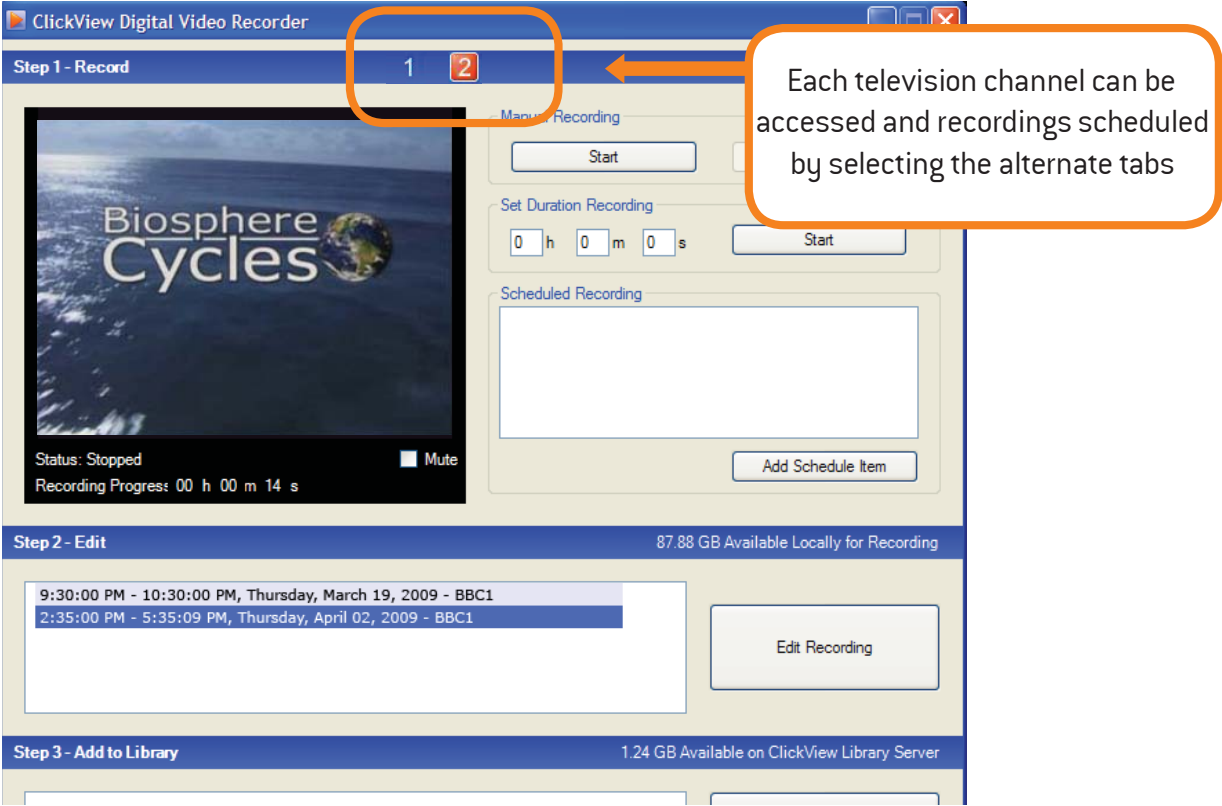 ClickView Digital Video Recorder
Step 1 - Record
1 2
Each television channel can be
accessed and recordings scheduled
by selecting the alternate tabs
Biosphere
Cycles
Status: Stopped
Mute
Recording Progress 00 h 00 m 14 s
Manual Recording
Start
Set Duration Recording
0 h 0 m 0 s
Start
Scheduled Recording
Add Schedule Item
Step 2 - Edit
87.88 GB Available Locally for Recording
9:30:00 PM - 10:30:00 PM, Thursday, March 19, 2009 - BBC1
2:35:00 PM - 5:35:09 PM, Thursday, April 02, 2009 - BBC1
Edit Recording
Step 3 - Add to Library
1.24 GB Available on ClickView Library Server